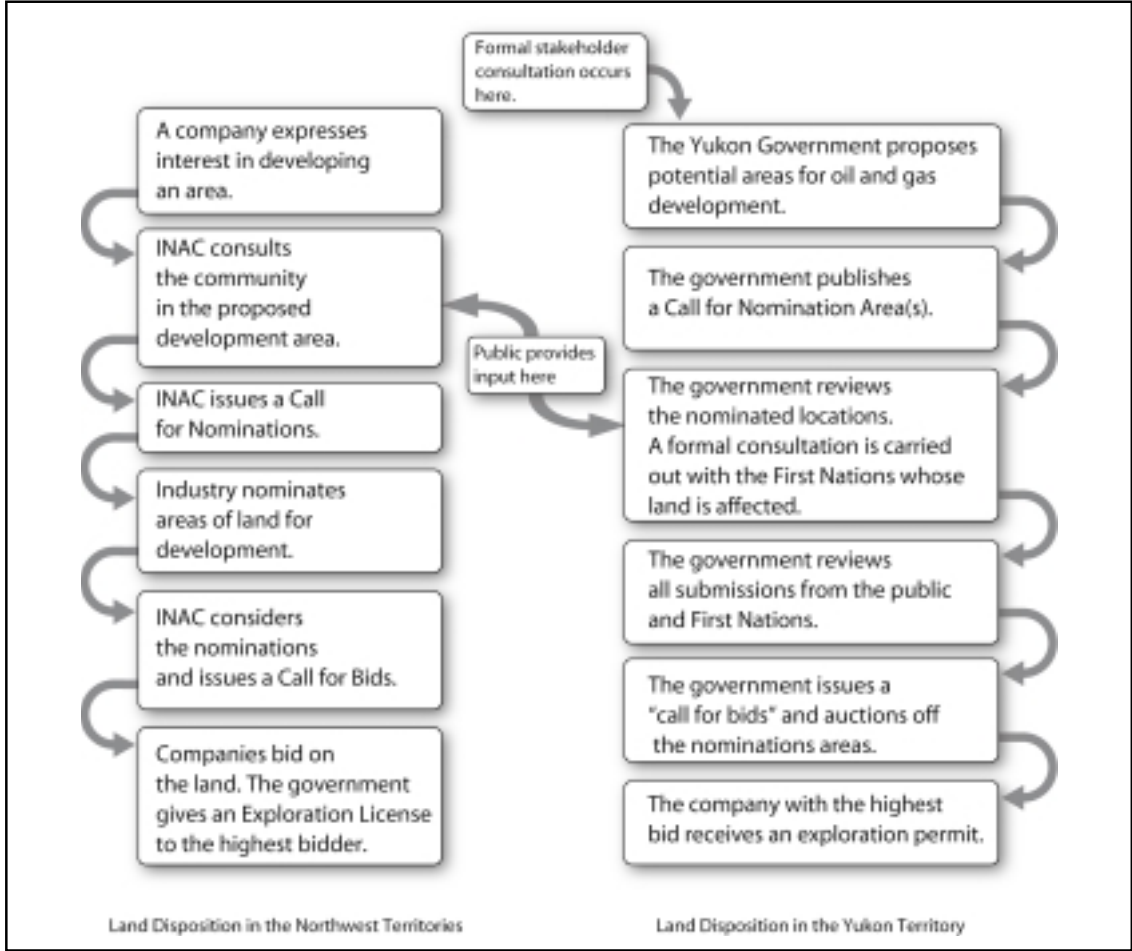 Formal stakeholder
consultation occurs
here.
A company expresses
interest in developing
an area.
INAC consults
the community
in the proposed
development area.
INAC issues a Call
for Nominations.
Industry nominates
areas of land for
development.
INAC considers
the nominations
and issues a Call for Bids.
Companies bid on
the land. The government
gives an Exploration License
to the highest bidder.
Land Disposition in the Northwest Territories
Public provides
input here
The Yukon Government proposes
potential areas for oil and gas
development.
The government publishes
a Call for Nomination Area(s).
The government reviews
the nominated locations.
A formal consultation is carried
out with the First Nations whose
land is affected.
The government reviews
all submissions from the public
and First Nations.
The government issues a
"call for bids" and auctions off
the nominations areas.
The company with the highest
bid receives an exploration permit.
Land Disposition in the Yukon Territory